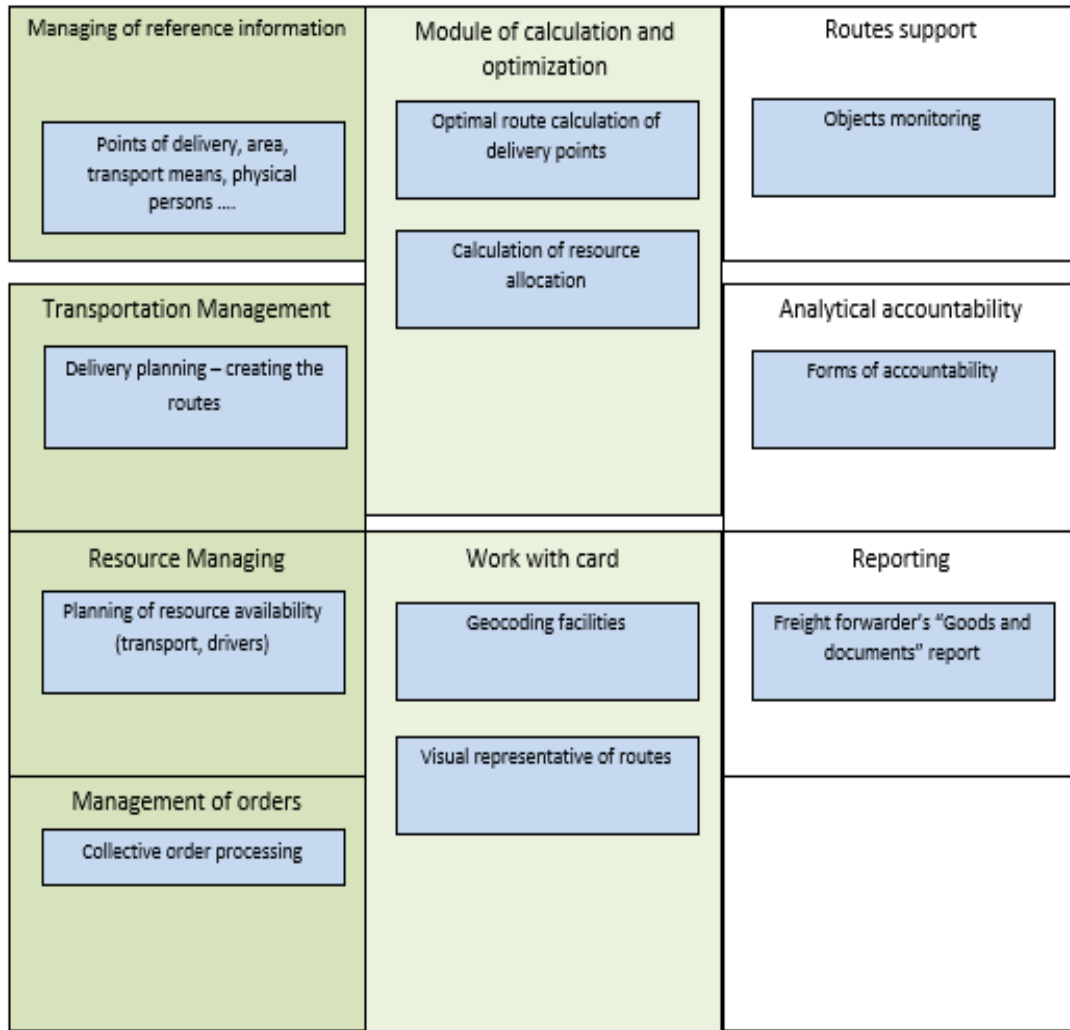 Managing of reference information
Points of delivery, area,
transport means, physical
persons ....
Module of calculation and
optimization
Optimal route calculation of
delivery points
Calculation of resource
allocation
Routes support
Objects monitoring
Transportation Management
Delivery planning – creating the
routes
Analytical accountability
Forms of accountability
Resource Managing
Planning of resource availability
(transport, drivers)
Work with card
Geocoding facilities
Visual representative of routes
Reporting
Freight forwarder's “Goods and
documents” report
Management of orders
Collective order processing